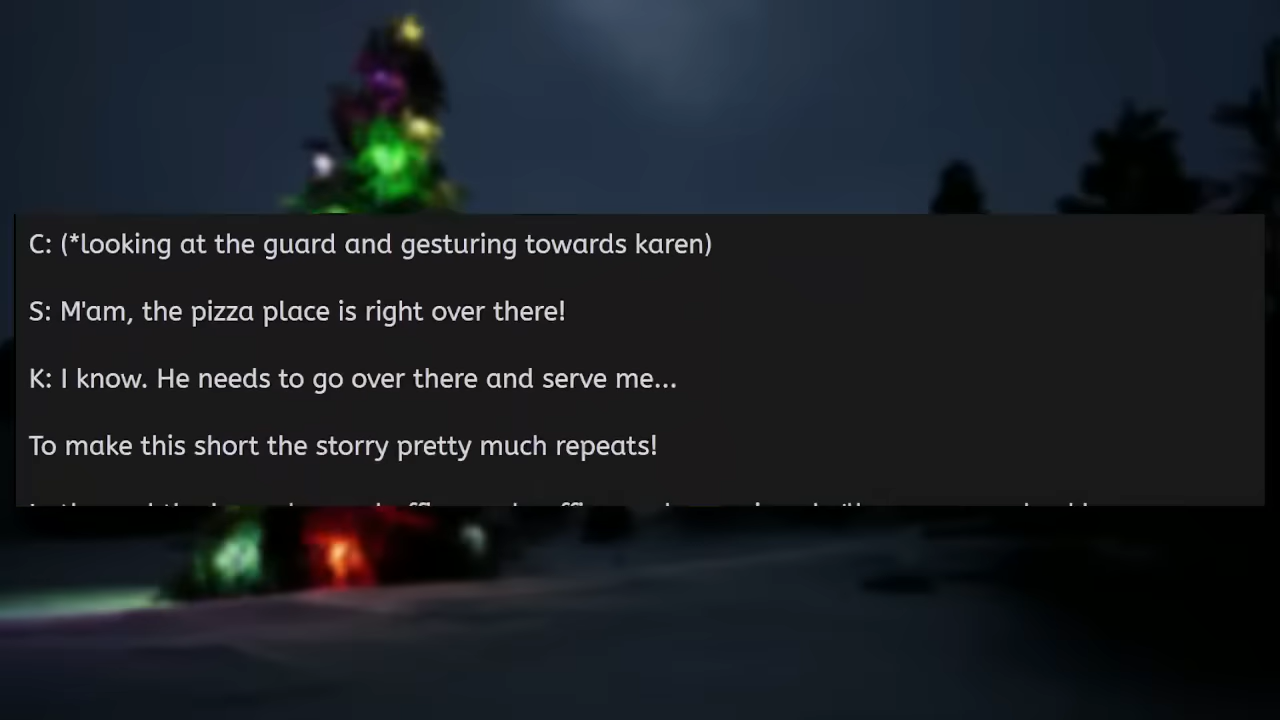 C: (*looking at the guard and gesturing towards karen)
S: M'am, the pizza place is right over there!
K: I know. He needs to go over there and serve me...
To make this short the storry pretty much repeats!